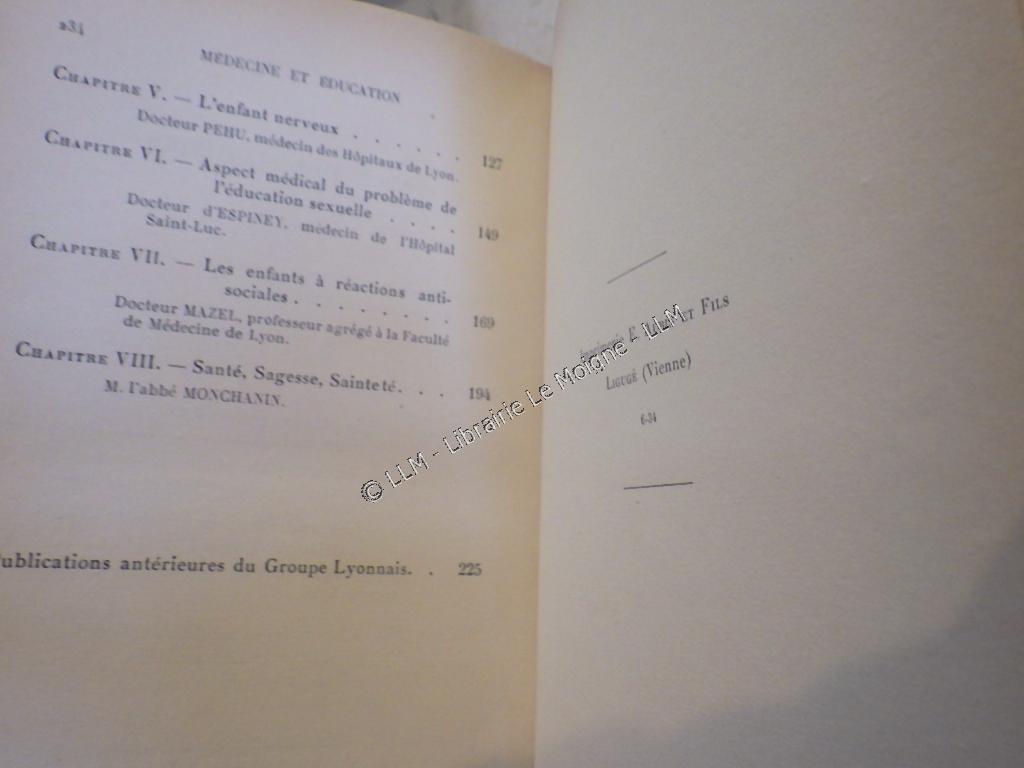 234
MÉDECINE ET ÉDUCATION
CHAPITRE V. — L'enfant nerveux . . . . . . 127
Docteur PEHU, médecin des Hôpitaux de Lyon.
CHAPITRE VI. — Aspect médical du problème de
l'éducation sexuelle . . . . 149
Docteur d'ESPINEY, médecin de l'Hôpital
Saint-Luc.
CHAPITRE VII. — Les enfants à réactions anti-
sociales . . . . . . . 169
Docteur MAZEL, professeur agrégé à la Faculté
de Médecine de Lyon.
CHAPITRE VIII. — Santé, Sagesse, Sainteté. . . . 194
M. l'abbé MONCHANIN.
Publications antérieures du Groupe Lyonnais. . 225
ET FILS
LIGUGÉ (Vienne)
6-34
© LLM - Librairie Le Moigne - LLM